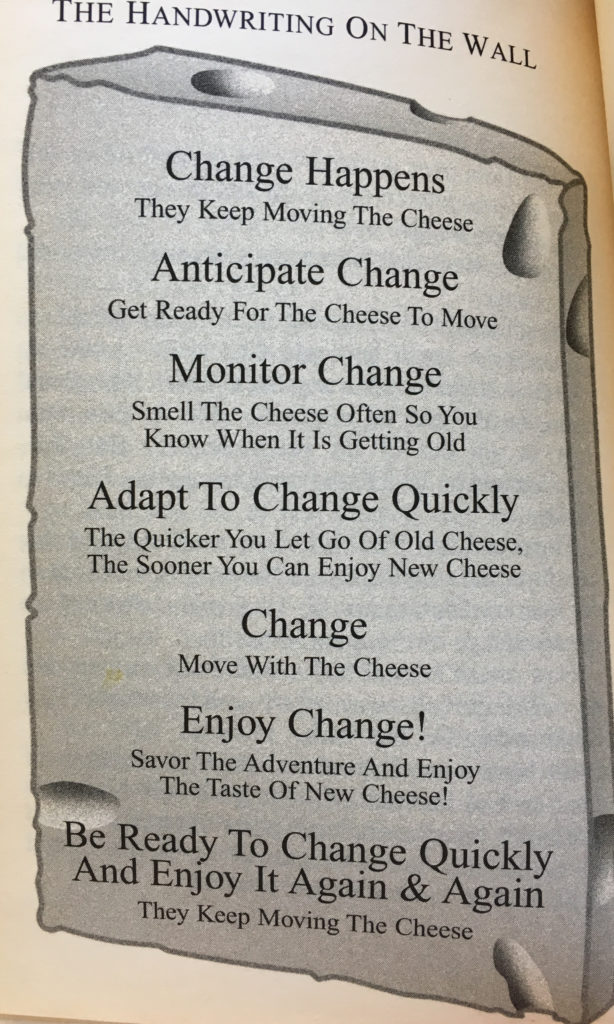 THE HANDWRITING ON THE WALL
Change Happens
They Keep Moving The Cheese
Anticipate Change
Get Ready For The Cheese To Move
Monitor Change
Smell The Cheese Often So You
Know When It Is Getting Old
Adapt To Change Quickly
The Quicker You Let Go Of Old Cheese,
The Sooner You Can Enjoy New Cheese
Change
Move With The Cheese
Enjoy Change!
Savor The Adventure And Enjoy
The Taste Of New Cheese!
Be Ready To Change Quickly
And Enjoy It Again & Again
They Keep Moving The Cheese